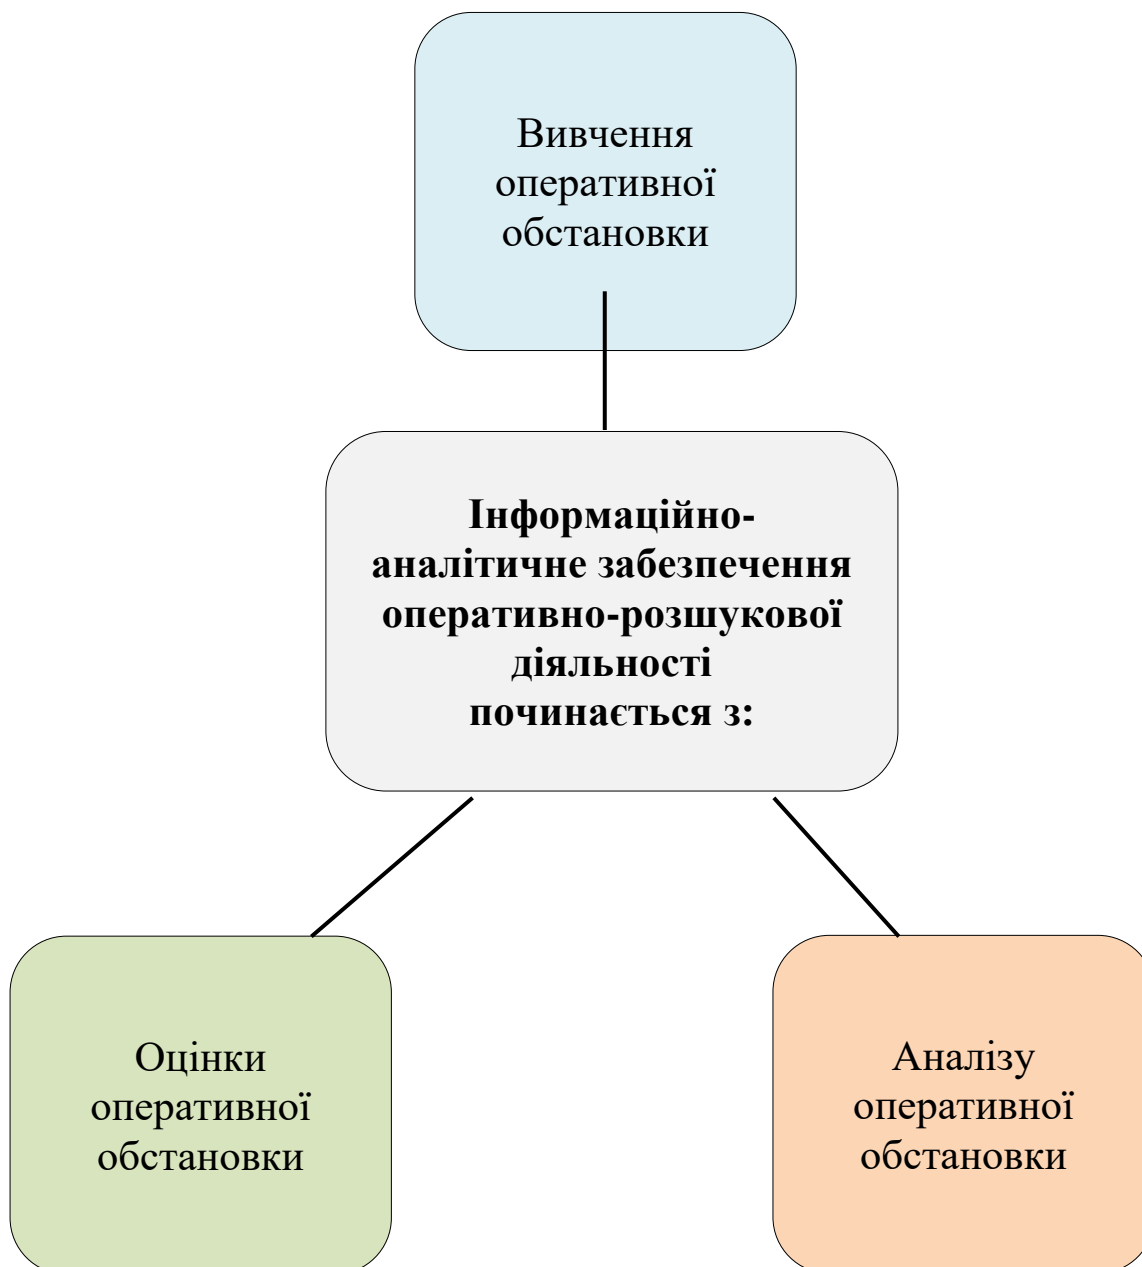 Вивчення
оперативної
обстановки
Інформаційно-
аналітичне забезпечення
оперативно-розшукової
діяльності
починається з:
Оцінки
оперативної
обстановки
Аналізу
оперативної
обстановки